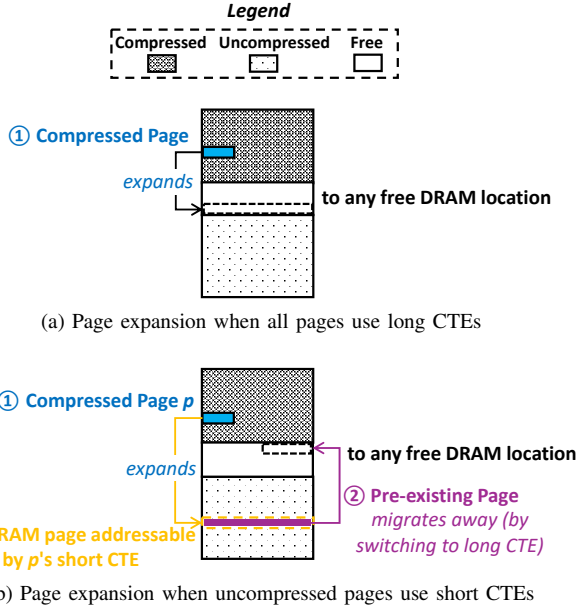 Legend
Compressed Uncompressed Free
① Compressed Page
expands
to any free DRAM location
(a) Page expansion when all pages use long CTEs
① Compressed Page p
to any free DRAM location
expands
② Pre-existing Page
migrates away (by
switching to long CTE)
RAM page addressable
by p's short CTE
) Page expansion when uncompressed pages use short CTEs